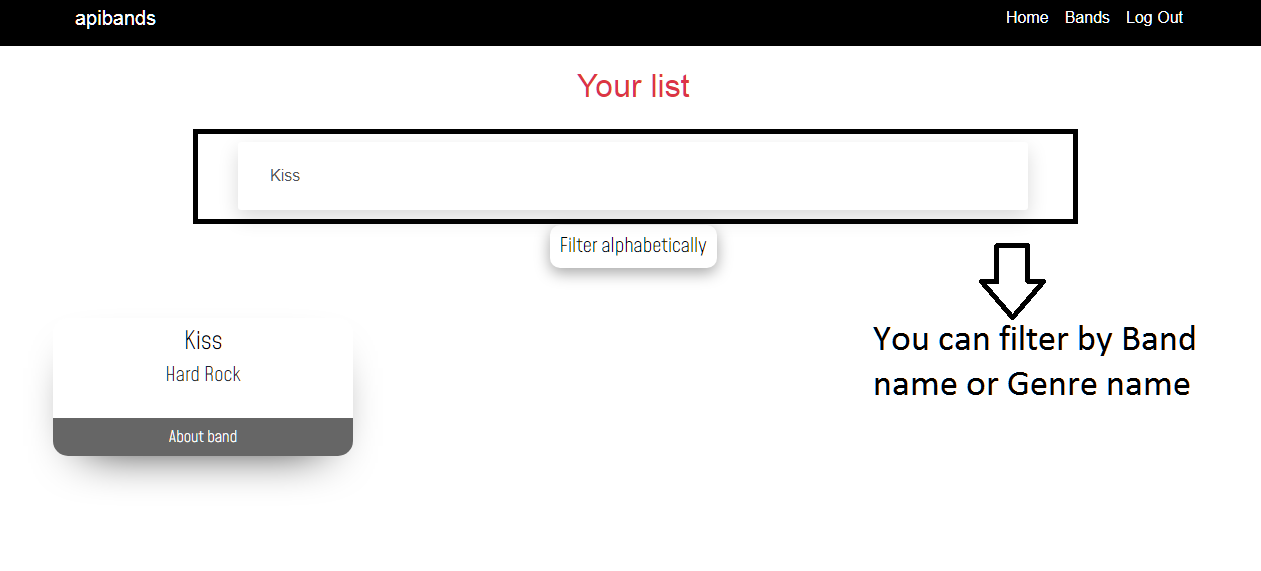 apibands Home Bands Log Out
Your list
Kiss
Filter alphabetically
Kiss
Hard Rock
About band
You can filter by Band
name or Genre name